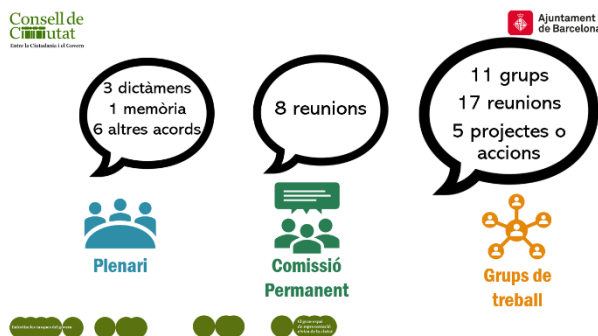 Consell de
Ciutat
Entre la Ciutadania i el Govern
Ajuntament
de Barcelona
3 dictàmens
1 memòria
6 altres acords
8 reunions
11 grups
17 reunions
5 projectes o
accions
Plenari
Comissió
Permanent
Grups de
treball